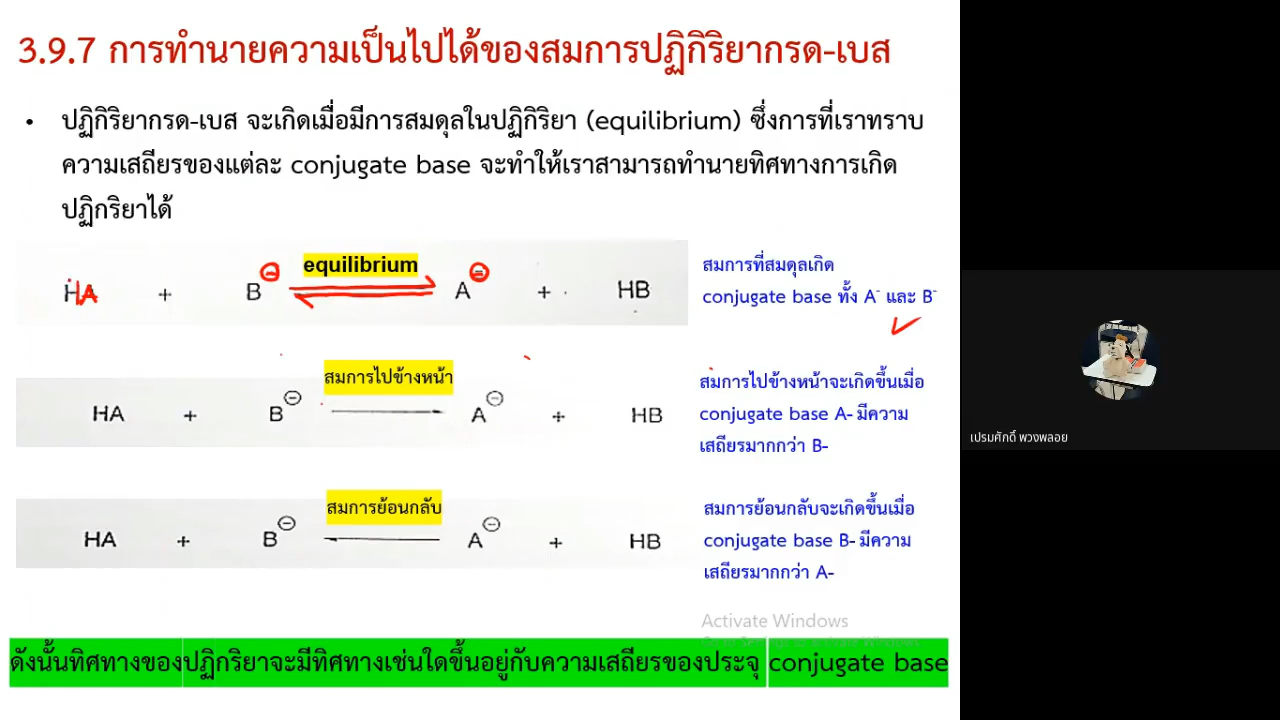 3.9.7 การทำนายความเป็นไปได้ของสมการปฏิกิริยากรด-เบส
• ปฏิกิริยากรด-เบส จะเกิดเมื่อมีการสมดุลในปฏิกิริยา (equilibrium) ซึ่งการที่เราทราบ
ความเสถียรของแต่ละ conjugate base จะทำให้เราสามารถทำนายทิศทางการเกิด
ปฏิกริยาได้
equilibrium
HA + B⊖ A⊖ + HB
สมการที่สมดุลเกิด
conjugate base ทั้ง A⁻ และ B⁻
สมการไปข้างหน้า
HA + B⊖ A⊖ + HB
สมการไปข้างหน้าจะเกิดขึ้นเมื่อ
conjugate base A- มีความ
เสถียรมากกว่า B-
สมการย้อนกลับ
HA + B⊖ A⊖ + HB
สมการย้อนกลับจะเกิดขึ้นเมื่อ
conjugate base B- มีความ
เสถียรมากกว่า A-
Activate Windows
ดังนั้นทิศทางของปฏิกริยาจะมีทิศทางเช่นใดขึ้นอยู่กับความเสถียรของประจุ conjugate base
เปรมศักดิ์ พวงพลอย